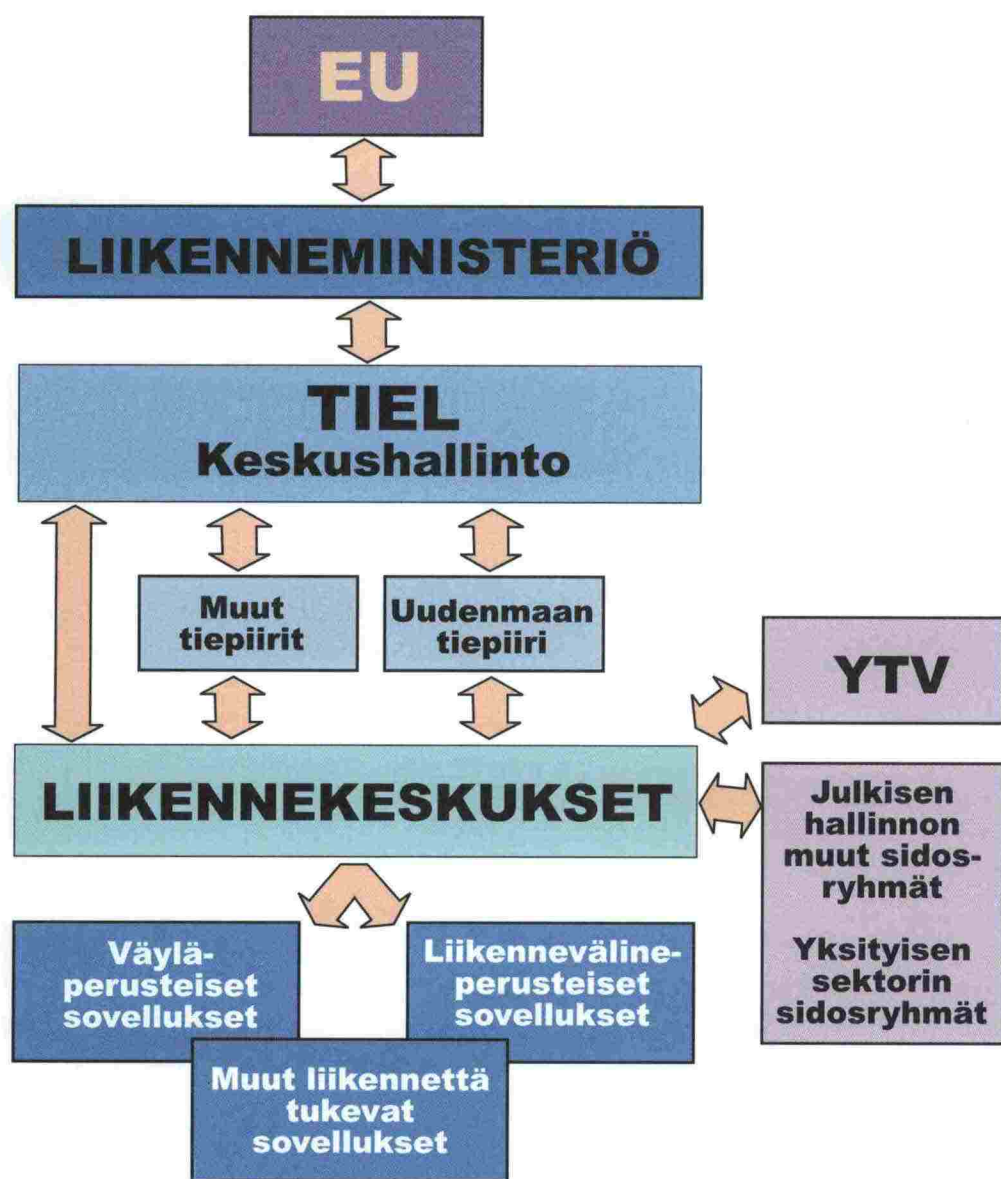 EU
LIIKENNEMINISTERIÖ
TIEL
Keskushallinto
Muut
tiepiirit
Uudenmaan
tiepiiri
YTV
LIIKENNEKESKUKSET
Julkisen
hallinnon
muut sidos-
ryhmät
Yksityisen
sektorin
sidosryhmät
Väylä-
perusteiset
sovellukset
Liikenneväline-
perusteiset
sovellukset
Muut liikennettä
tukevat
sovellukset